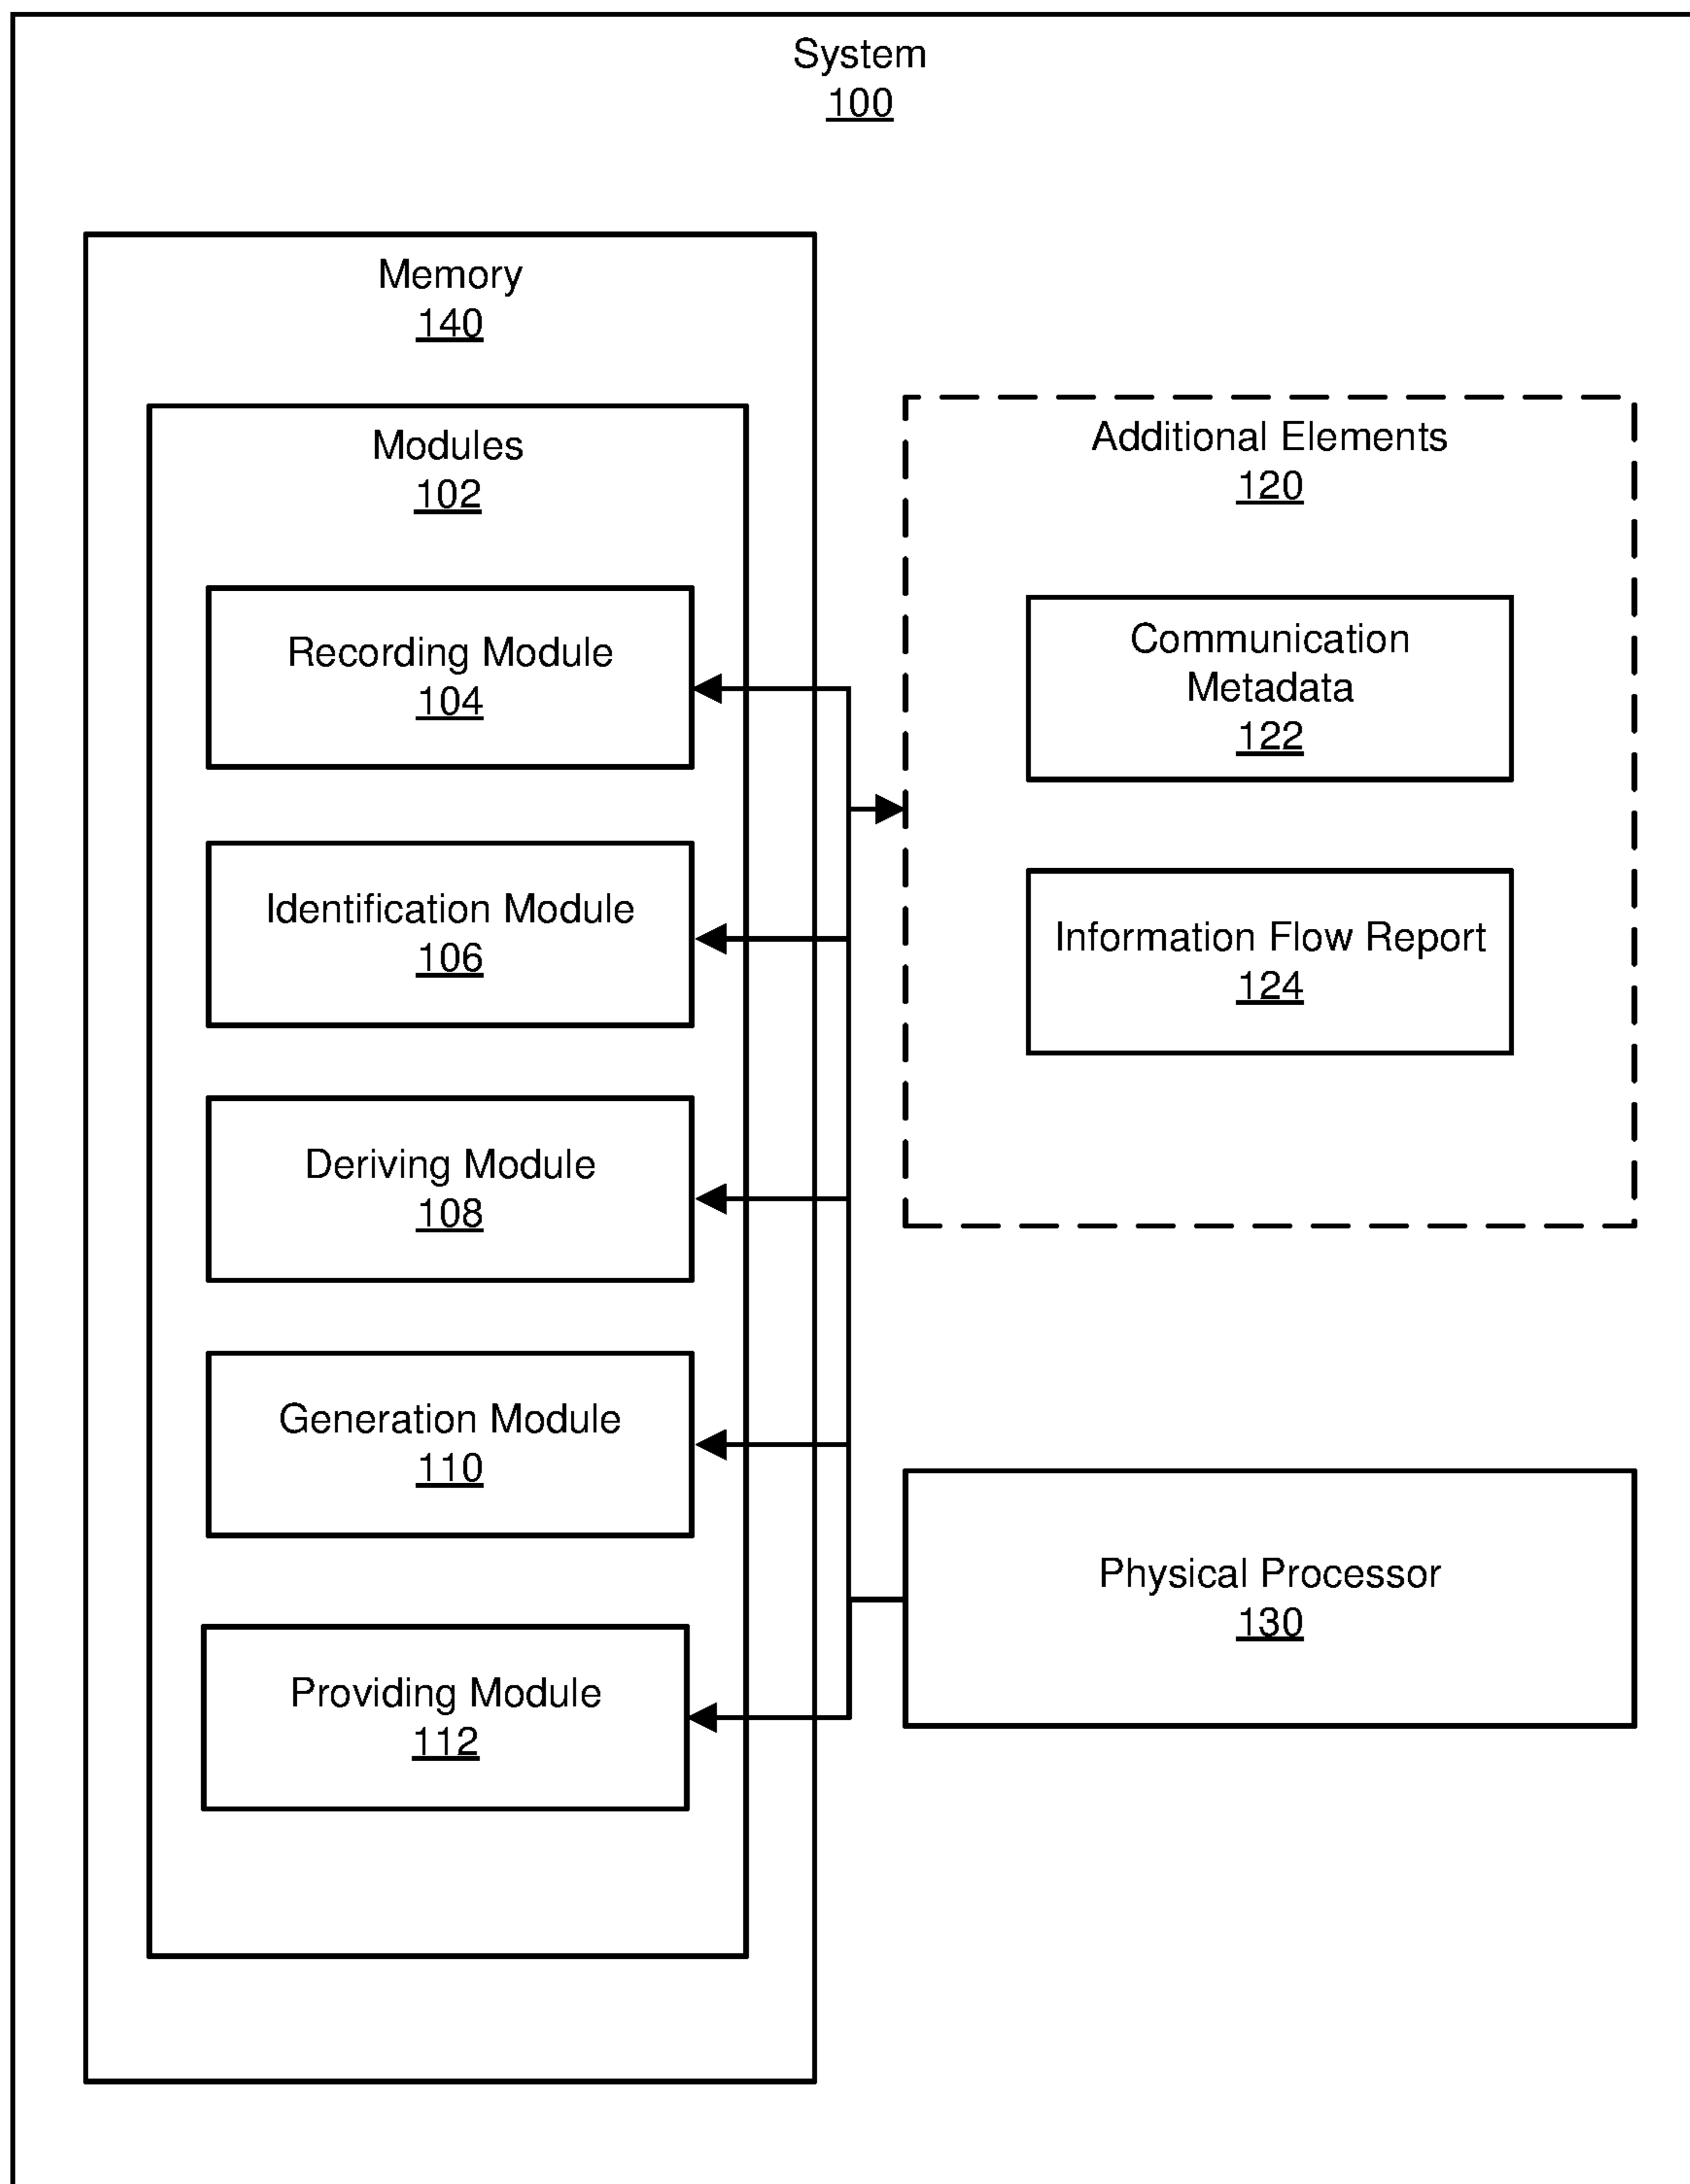 System
100
Memory
140
Modules
102
Recording Module
104
Identification Module
106
Deriving Module
108
Generation Module
110
Providing Module
112
Additional Elements
120
Communication
Metadata
122
Information Flow Report
124
Physical Processor
130